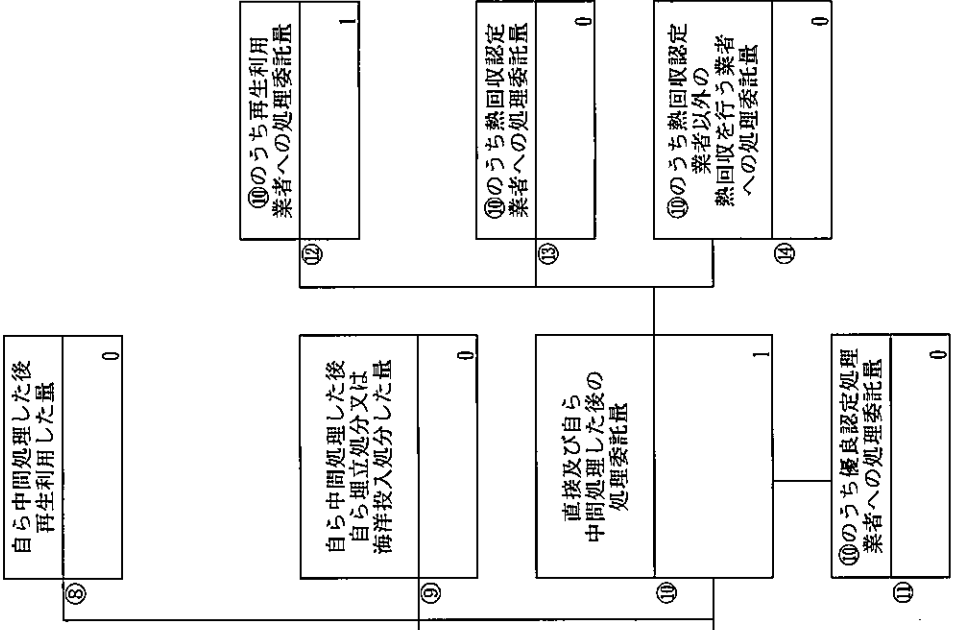 ⑧
自ら中間処理した後
再生利用した量
0
⑨
自ら中間処理した後
自ら埋立処分又は
海洋投入処分した量
0
⑩
直接及び自ら
中間処理した後の
処理委託量
1
⑪
⑩のうち優良認定処理
業者への処理委託量
0
⑫
⑩のうち再生利用
業者への処理委託量
1
⑬
⑩のうち熱回収認定
業者への処理委託量
0
⑭
⑩のうち熱回収認定
業者以外の
熱回収を行う業者
への処理委託量
0